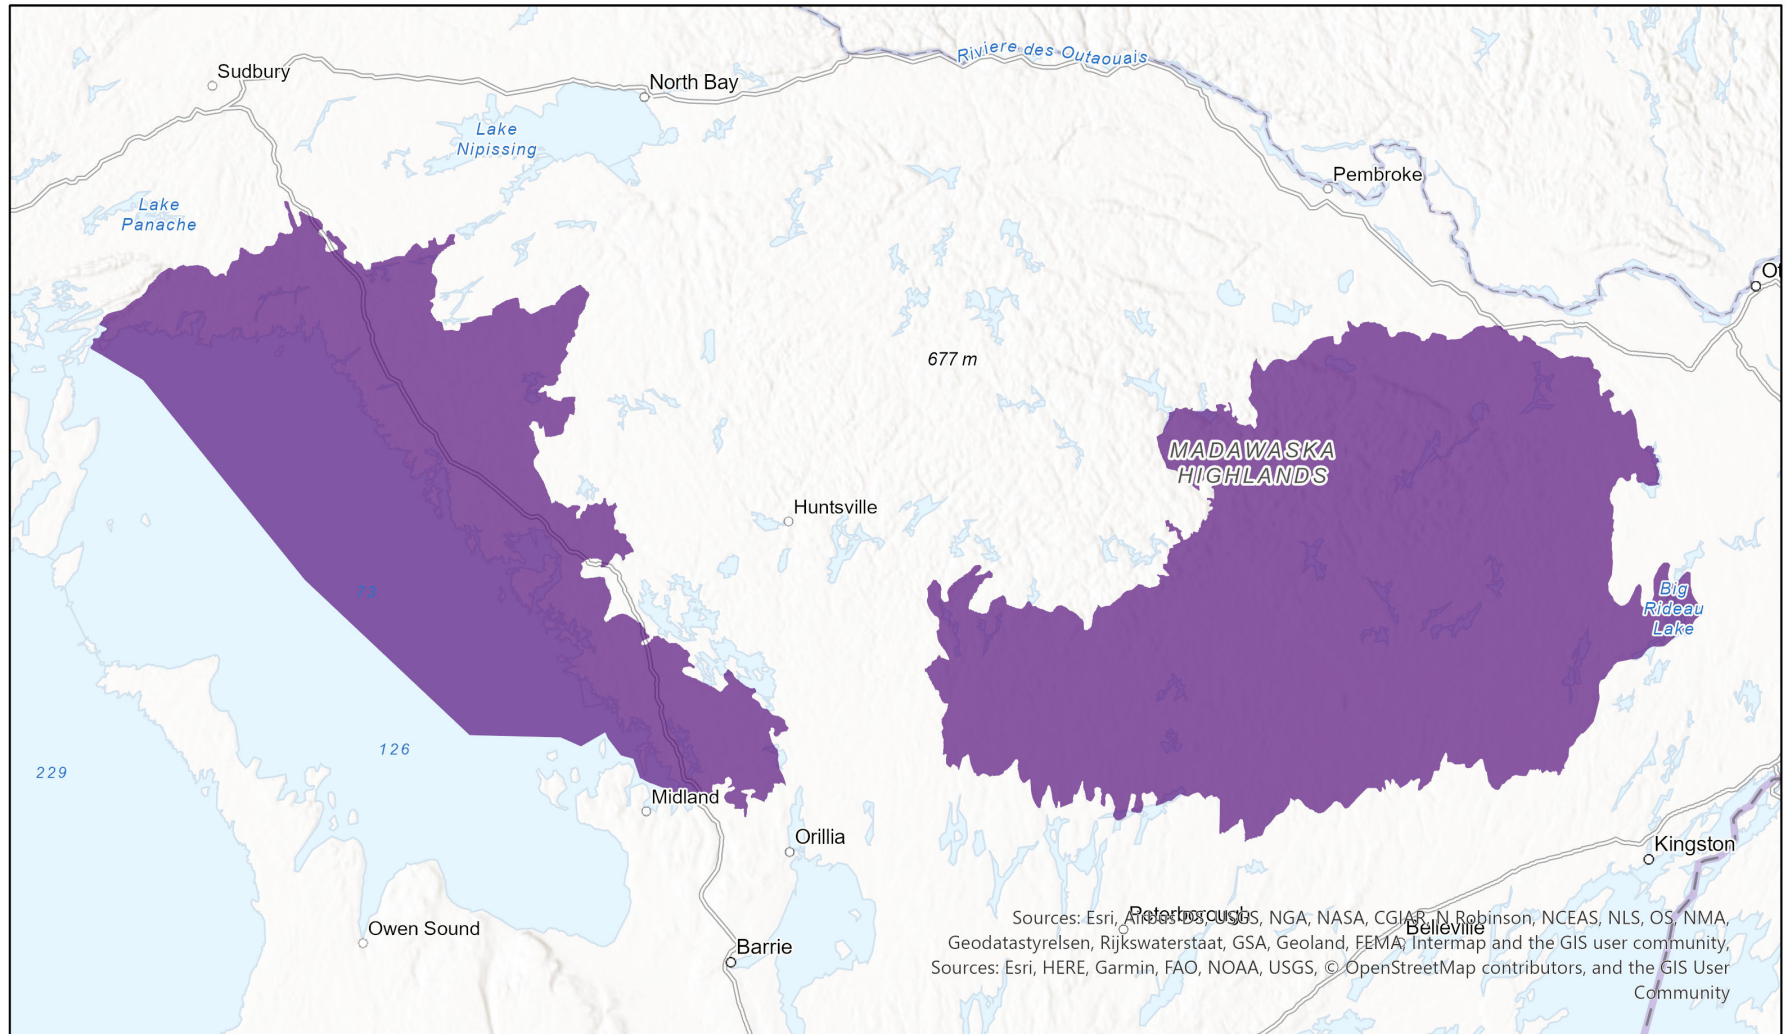 Riviere des Outaouais
Sudbury
North Bay
Lake
Nipissing
Pembroke
Lake
Panache
Ot
677 m
MADAWASKA
HIGHLANDS
Huntsville
73
Big
Rideau
Lake
126
229
Midland
Orillia
Kingston
Owen Sound
Barrie
Peterborough
Belleville
Sources: Esri, Airbus DS, USGS, NGA, NASA, CGIAR, N Robinson, NCEAS, NLS, OS, NMA,
Geodatastyrelsen, Rijkswaterstaat, GSA, Geoland, FEMA, Intermap and the GIS user community,
Sources: Esri, HERE, Garmin, FAO, NOAA, USGS, © OpenStreetMap contributors, and the GIS User
Community